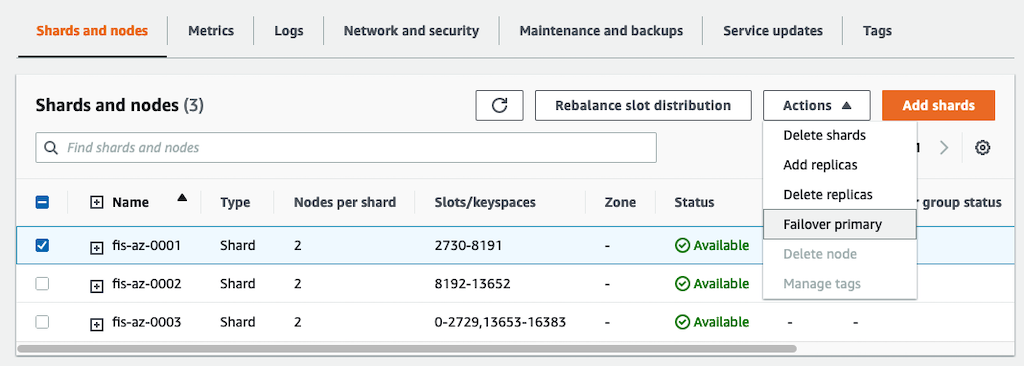 Shards and nodes Metrics Logs Network and security Maintenance and backups Service updates Tags
Shards and nodes (3) Rebalance slot distribution Actions Add shards
Find shards and nodes
Delete shards
Add replicas
Delete replicas
Failover primary
Delete node
Manage tags
Name Type Nodes per shard Slots/keyspaces Zone Status group status
fis-az-0001 Shard 2 2730-8191 - Available
fis-az-0002 Shard 2 8192-13652 - Available
fis-az-0003 Shard 2 0-2729,13653-16383 - Available - -